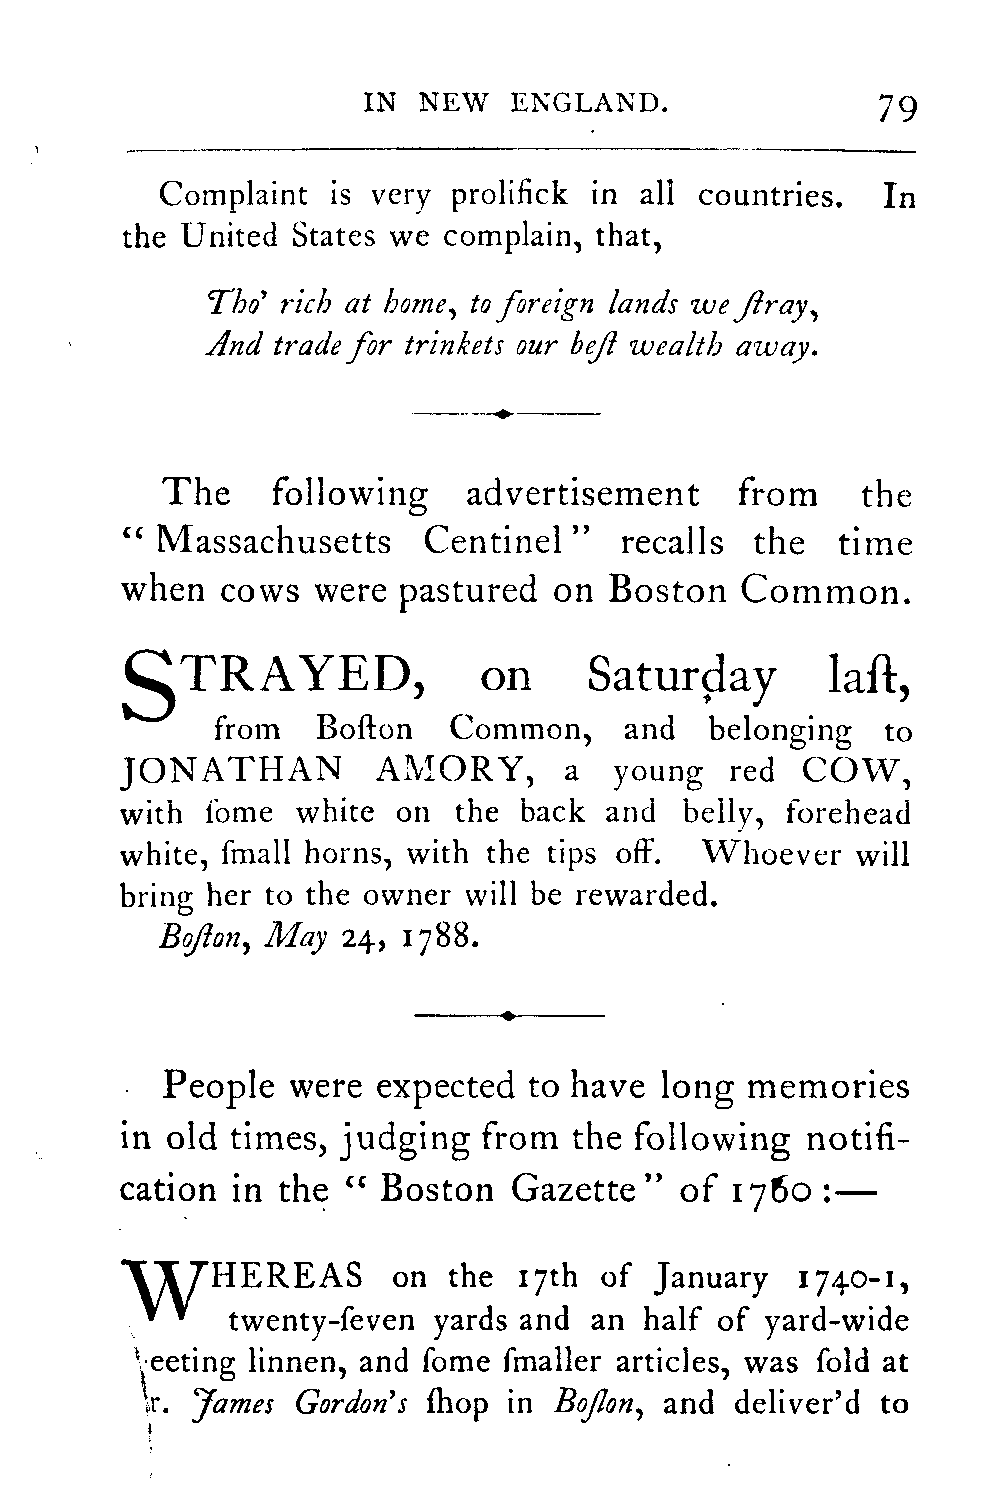 IN NEW ENGLAND. 79
Complaint is very prolifick in all countries. In
the United States we complain, that,
Tho' rich at home, to foreign lands we ſtray,
And trade for trinkets our beſt wealth away.
The following advertisement from the
“ Massachusetts Centinel ” recalls the time
when cows were pastured on Boston Common.
STRAYED, on Saturday laſt,
from Boſton Common, and belonging to
JONATHAN AMORY, a young red COW,
with ſome white on the back and belly, forehead
white, ſmall horns, with the tips off. Whoever will
bring her to the owner will be rewarded.
Boſton, May 24, 1788.
People were expected to have long memories
in old times, judging from the following notifi-
cation in the “ Boston Gazette ” of 1760 :—
WHEREAS on the 17th of January 1740-1,
twenty-ſeven yards and an half of yard-wide
eeting linnen, and ſome ſmaller articles, was ſold at
r. James Gordon's ſhop in Boſton, and deliver'd to